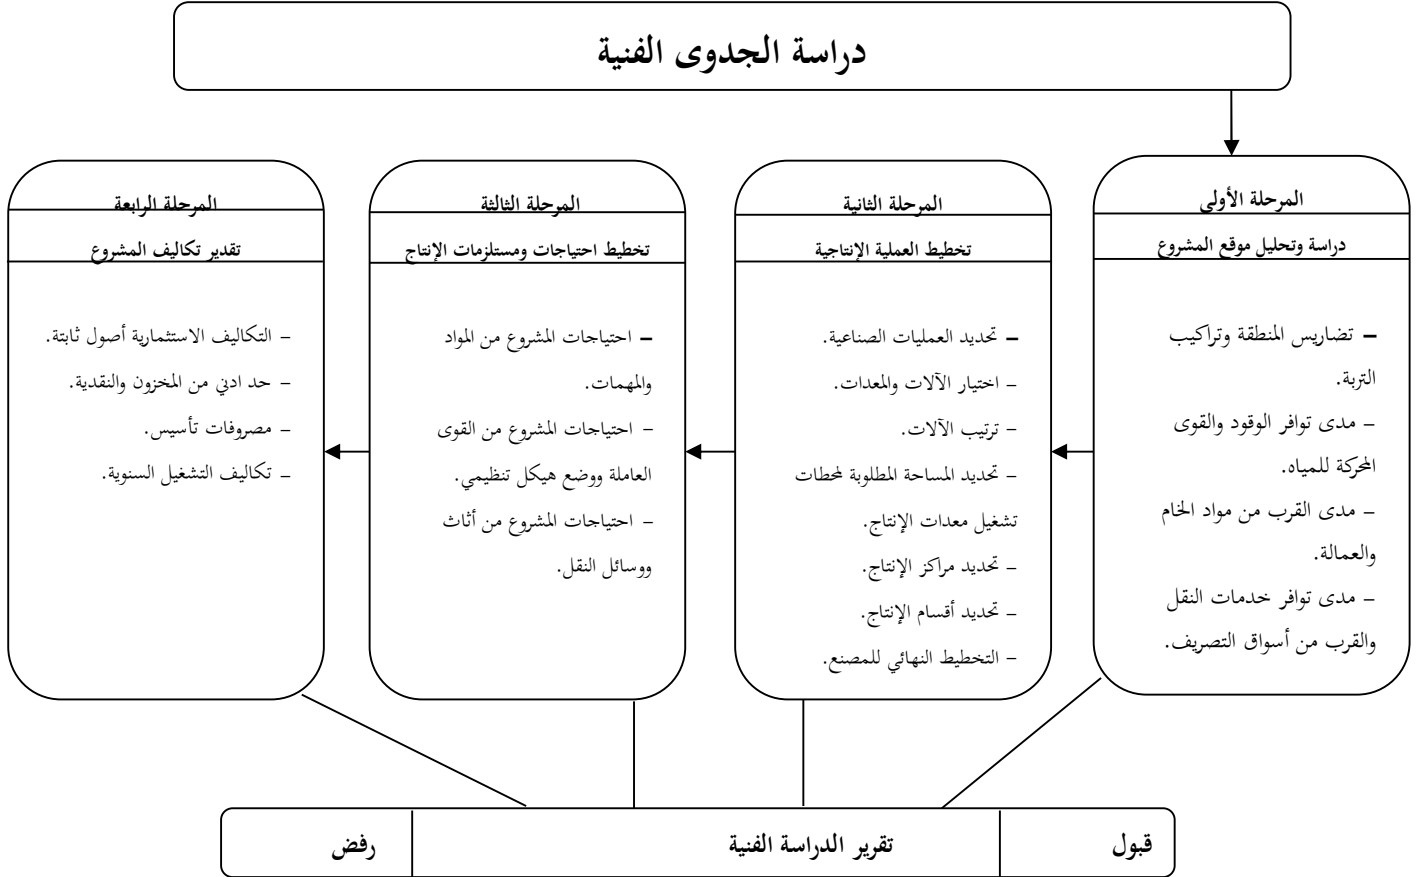 دراسة الجدوى الفنية
المرحلة الأولى
دراسة وتحليل موقع المشروع
– تضاريس المنطقة وتراكيب
التربة.
– مدى توافر الوقود والقوى
المحركة للمياه.
– مدى القرب من مواد الخام
والعمالة.
– مدى توافر خدمات النقل
والقرب من أسواق التصريف.
المرحلة الثانية
تخطيط العملية الإنتاجية
– تحديد العمليات الصناعية.
– اختيار الآلات والمعدات.
– ترتيب الآلات.
– تحديد المساحة المطلوبة لمحطات
تشغيل معدات الإنتاج.
– تحديد مراكز الإنتاج.
– تحديد أقسام الإنتاج.
– التخطيط النهائي للمصنع.
المرحلة الثالثة
تخطيط احتياجات ومستلزمات الإنتاج
– احتياجات المشروع من المواد
والمهمات.
– احتياجات المشروع من القوى
العاملة ووضع هيكل تنظيمي.
– احتياجات المشروع من أثاث
ووسائل النقل.
المرحلة الرابعة
تقدير تكاليف المشروع
– التكاليف الاستثمارية أصول ثابتة.
– حد ادني من المخزون والنقدية.
– مصروفات تأسيس.
– تكاليف التشغيل السنوية.
قبول
تقرير الدراسة الفنية
رفض